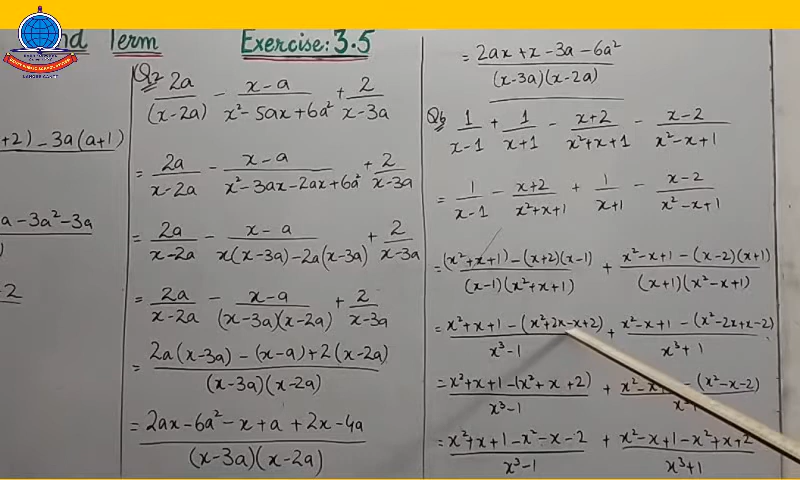 nd Term
Exercise: 3.5
+2) - 3a(a+1)
a - 3a² - 3a
- 2
Q2 2a/(x-2a) - (x-a)/(x²-5ax+6a²) + 2/(x-3a)
= 2a/(x-2a) - (x-a)/(x²-3ax-2ax+6a²) + 2/(x-3a)
= 2a/(x-2a) - (x-a)/(x(x-3a)-2a(x-3a)) + 2/(x-3a)
= 2a/(x-2a) - (x-a)/((x-3a)(x-2a)) + 2/(x-3a)
= (2a(x-3a) - (x-a) + 2(x-2a))/((x-3a)(x-2a))
= (2ax - 6a² - x + a + 2x - 4a)/((x-3a)(x-2a))
= (2ax + x - 3a - 6a²)/((x-3a)(x-2a))
Q6 1/(x-1) + 1/(x+1) - (x+2)/(x²+x+1) - (x-2)/(x²-x+1)
= 1/(x-1) - (x+2)/(x²+x+1) + 1/(x+1) - (x-2)/(x²-x+1)
= ((x²+x+1) - (x+2)(x-1))/((x-1)(x²+x+1)) + (x²-x+1 - (x-2)(x+1))/((x+1)(x²-x+1))
= (x²+x+1 - (x²+2x-x+2))/(x³-1) + (x²-x+1 - (x²-2x+x-2))/(x³+1)
= (x²+x+1 - (x²+x+2))/(x³-1) + x² - (x²-x-2)
= (x²+x+1-x²-x-2)/(x³-1) + (x²-x+1-x²+x+2)/(x³+1)